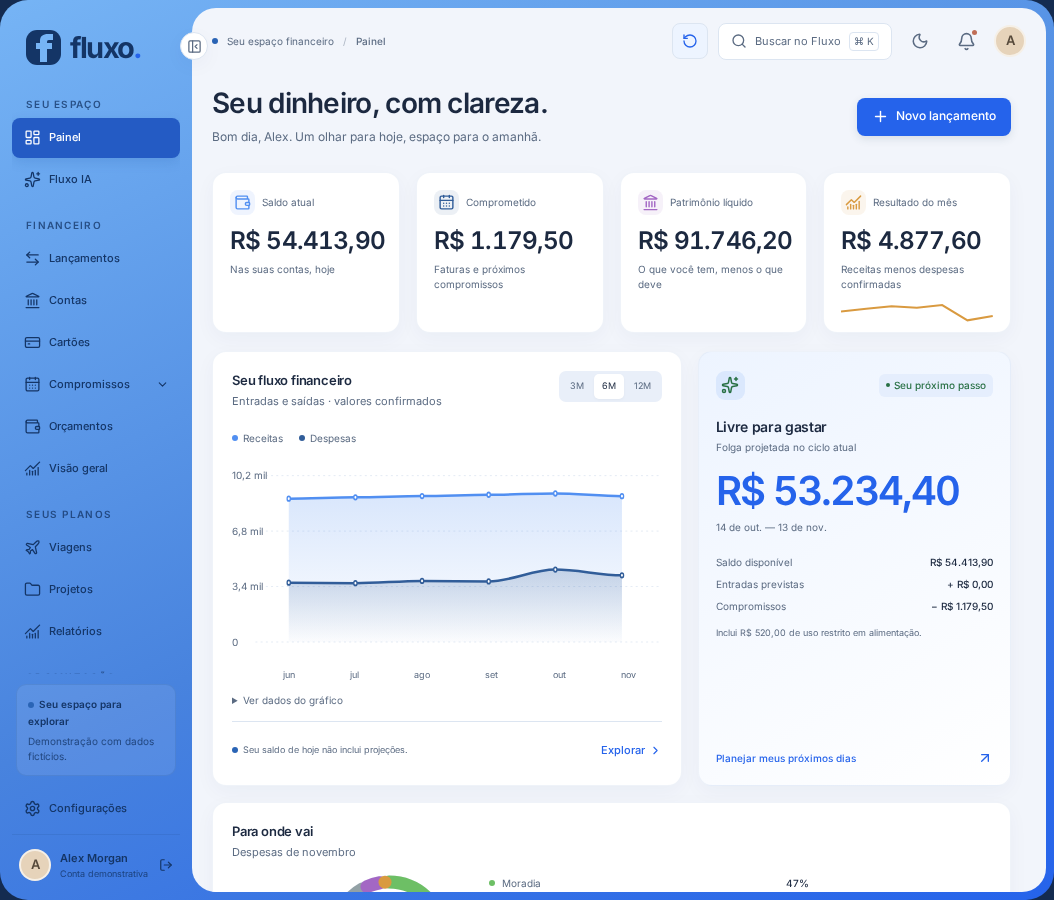 fluxo.
SEU ESPAÇO
Painel
Fluxo IA
FINANCEIRO
Lançamentos
Contas
Cartões
Compromissos
Orçamentos
Visão geral
SEUS PLANOS
Viagens
Projetos
Relatórios
Seu espaço para
explorar
Demonstração com dados
fictícios.
Configurações
A
Alex Morgan
Conta demonstrativa
Seu espaço financeiro / Painel
Buscar no Fluxo ⌘ K
A
Seu dinheiro, com clareza.
Bom dia, Alex. Um olhar para hoje, espaço para o amanhã.
+ Novo lançamento
Saldo atual
R$ 54.413,90
Nas suas contas, hoje
Comprometido
R$ 1.179,50
Faturas e próximos
compromissos
Patrimônio líquido
R$ 91.746,20
O que você tem, menos o que
deve
Resultado do mês
R$ 4.877,60
Receitas menos despesas
confirmadas
Seu fluxo financeiro
Entradas e saídas · valores confirmados
3M 6M 12M
Receitas Despesas
10,2 mil
6,8 mil
3,4 mil
0
jun jul ago set out nov
Ver dados do gráfico
Seu saldo de hoje não inclui projeções.
Explorar
Seu próximo passo
Livre para gastar
Folga projetada no ciclo atual
R$ 53.234,40
14 de out. — 13 de nov.
Saldo disponível R$ 54.413,90
Entradas previstas + R$ 0,00
Compromissos − R$ 1.179,50
Inclui R$ 520,00 de uso restrito em alimentação.
Planejar meus próximos dias
Para onde vai
Despesas de novembro
Moradia 47%